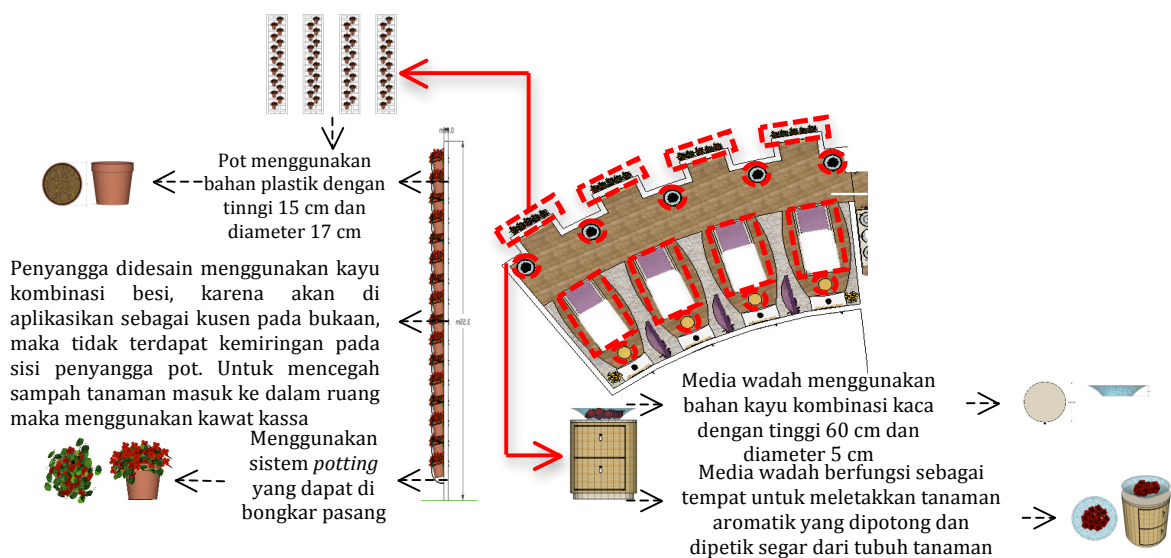 Pot menggunakan
bahan plastik dengan
tinngi 15 cm dan
diameter 17 cm
Penyangga didesain menggunakan kayu
kombinasi besi, karena akan di
aplikasikan sebagai kusen pada bukaan,
maka tidak terdapat kemiringan pada
sisi penyangga pot. Untuk mencegah
sampah tanaman masuk ke dalam ruang
maka menggunakan kawat kassa
Menggunakan
sistem potting
yang dapat di
bongkar pasang
Media wadah menggunakan
bahan kayu kombinasi kaca
dengan tinggi 60 cm dan
diameter 5 cm
Media wadah berfungsi sebagai
tempat untuk meletakkan tanaman
aromatik yang dipotong dan
dipetik segar dari tubuh tanaman